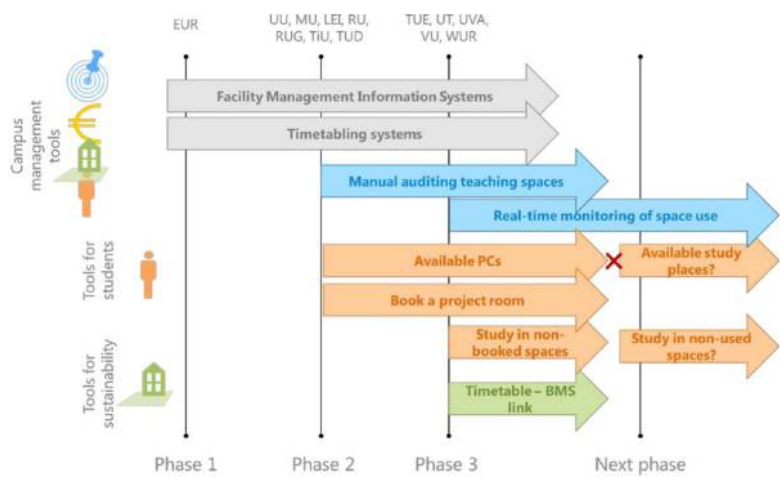 EUR
UU, MU, LEI, RU,
RUG, TiU, TUD
TUE, UT, UVA,
VU, WUR
Campus
management
tools
Facility Management Information Systems
Timetabling systems
Manual auditing teaching spaces
Real-time monitoring of space use
Tools for
students
Available PCs
Available study
places?
Book a project room
Study in non-
booked spaces
Study in non-used
spaces?
Tools for
sustainability
Timetable – BMS
link
Phase 1
Phase 2
Phase 3
Next phase